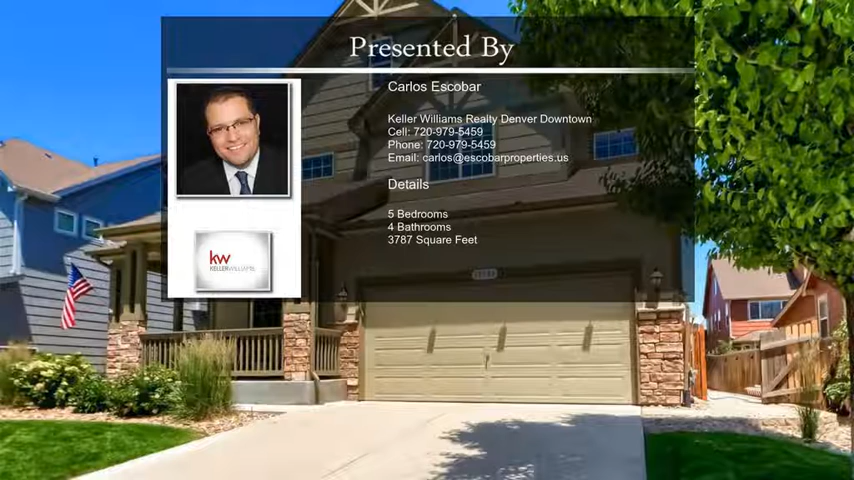 Presented By
Carlos Escobar
Keller Williams Realty Denver Downtown
Cell: 720-979-5459
Phone: 720-979-5459
Email: carlos@escobarproperties.us
Details
5 Bedrooms
4 Bathrooms
3787 Square Feet
kw
KELLERWILLIAMS